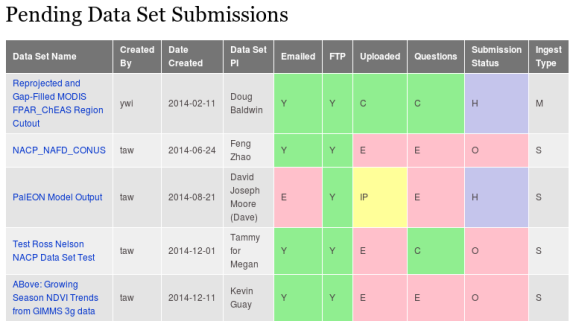 Pending Data Set Submissions
Data Set Name Created By Date Created Data Set PI Emailed FTP Uploaded Questions Submission Status Ingest Type
Reprojected and Gap-Filled MODIS FPAR_ChEAS Region Cutout ywl 2014-02-11 Doug Baldwin Y Y C C H M
NACP_NAFD_CONUS taw 2014-06-24 Feng Zhao Y Y E E O S
PalEON Model Output taw 2014-08-21 David Joseph Moore (Dave) E Y IP E H S
Test Ross Nelson NACP Data Set Test taw 2014-12-01 Tammy for Megan Y Y E C O S
ABove: Growing Season NDVI Trends from GIMMS 3g data taw 2014-12-11 Kevin Guay Y Y E E O S